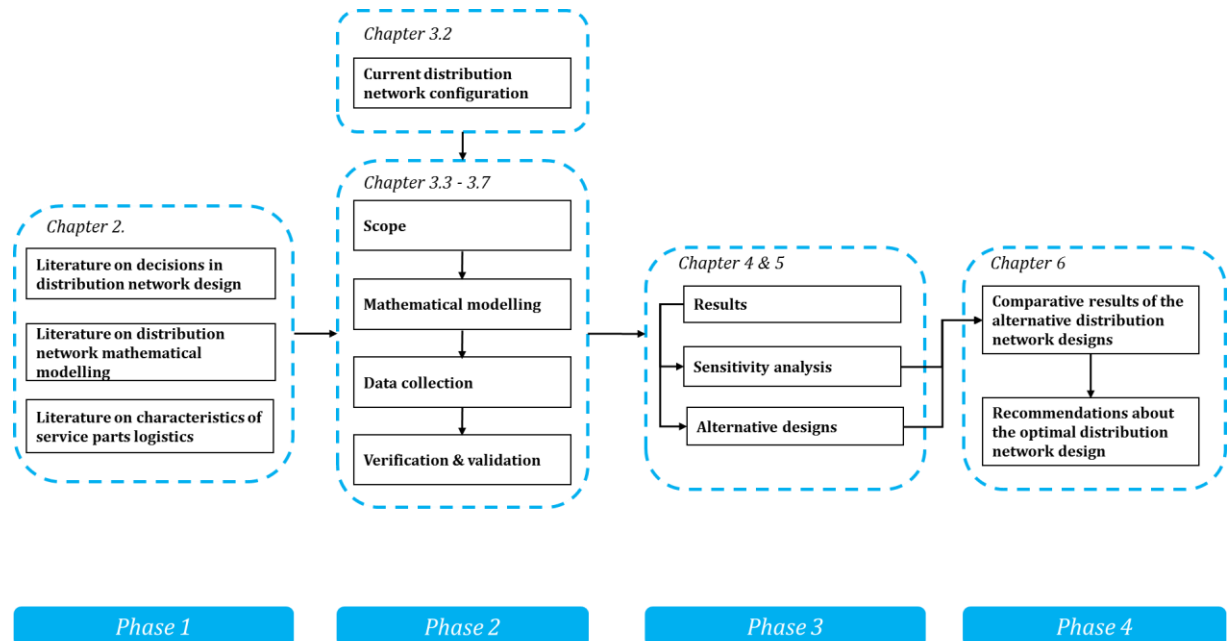 Chapter 3.2
Current distribution
network configuration
Chapter 3.3 - 3.7
Scope
Mathematical modelling
Data collection
Verification & validation
Chapter 2.
Literature on decisions in
distribution network design
Literature on distribution
network mathematical
modelling
Literature on characteristics of
service parts logistics
Chapter 4 & 5
Results
Sensitivity analysis
Alternative designs
Chapter 6
Comparative results of the
alternative distribution
network designs
Recommendations about
the optimal distribution
network design
Phase 1
Phase 2
Phase 3
Phase 4